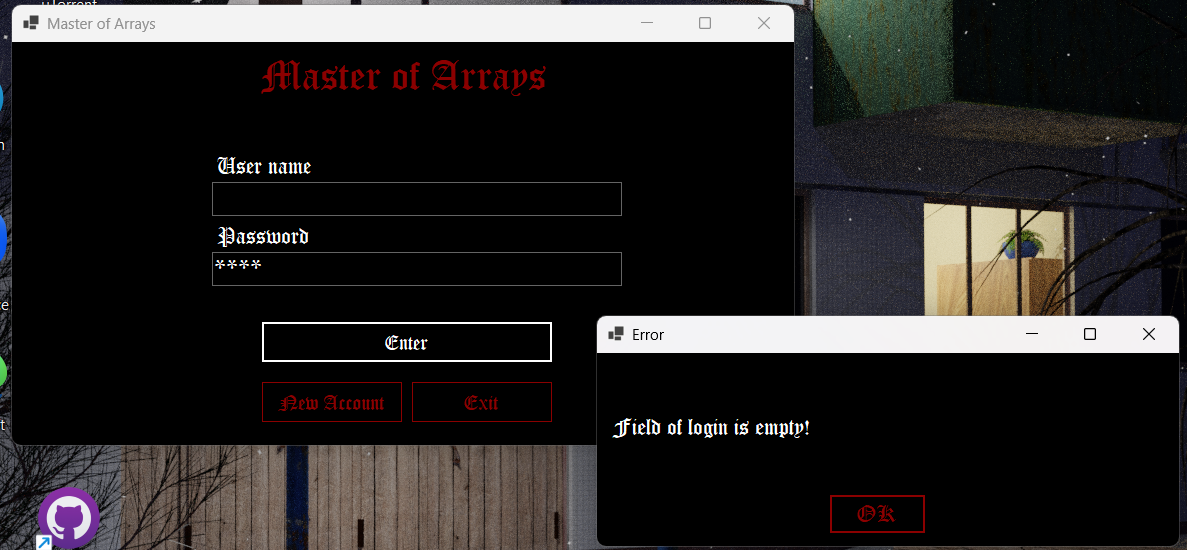 uTorrent
Master of Arrays
Master of Arrays
User name
Password
****
Enter
New Account
Exit
Error
Field of login is empty!
OK